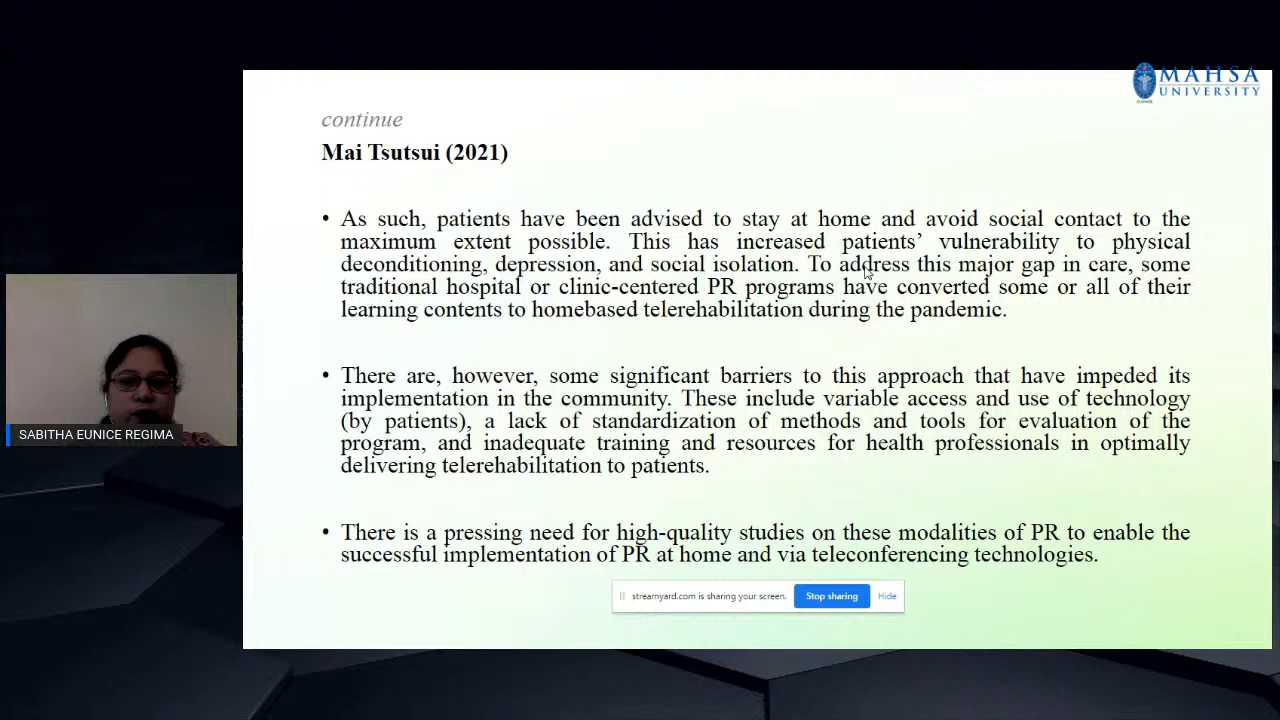 MAHSA
UNIVERSITY
continue
Mai Tsutsui (2021)
• As such, patients have been advised to stay at home and avoid social contact to the
maximum extent possible. This has increased patients’ vulnerability to physical
deconditioning, depression, and social isolation. To address this major gap in care, some
traditional hospital or clinic-centered PR programs have converted some or all of their
learning contents to homebased telerehabilitation during the pandemic.
• There are, however, some significant barriers to this approach that have impeded its
implementation in the community. These include variable access and use of technology
(by patients), a lack of standardization of methods and tools for evaluation of the
program, and inadequate training and resources for health professionals in optimally
delivering telerehabilitation to patients.
• There is a pressing need for high-quality studies on these modalities of PR to enable the
successful implementation of PR at home and via teleconferencing technologies.
SABITHA EUNICE REGIMA
streamyard.com is sharing your screen.
Stop sharing
Hide